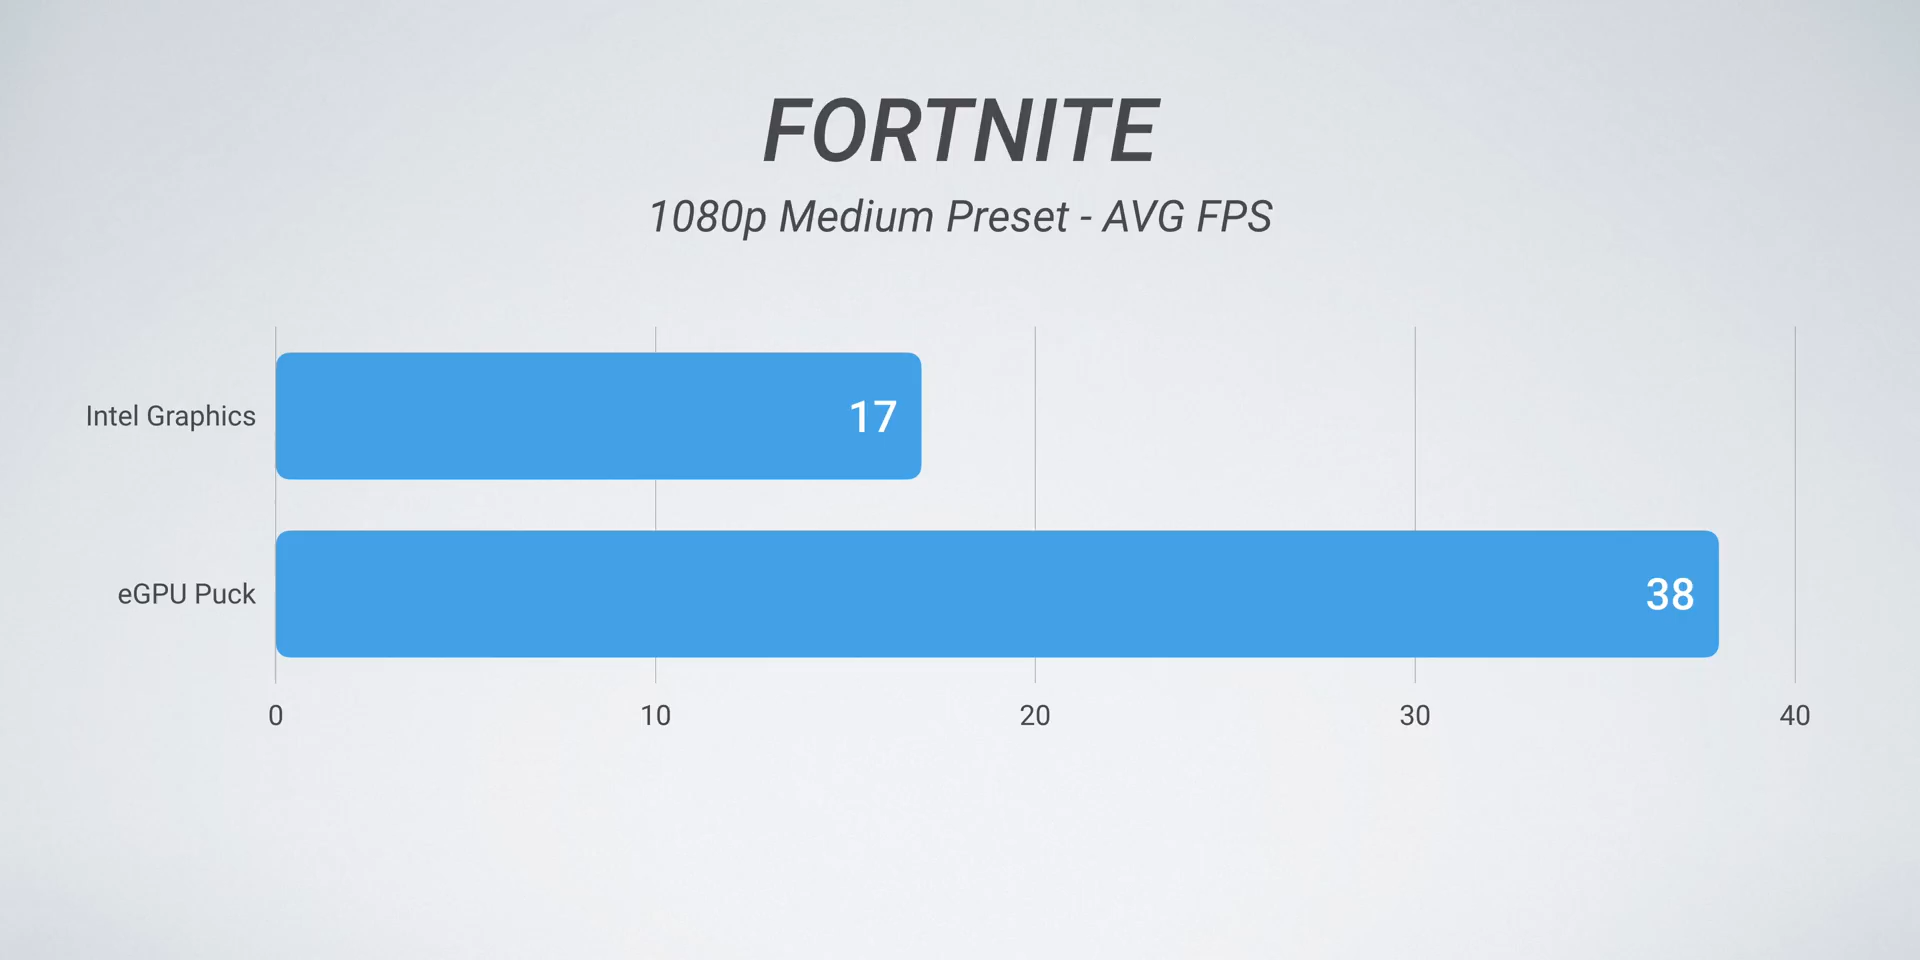 FORTNITE
1080p Medium Preset - AVG FPS
Intel Graphics
17
eGPU Puck
38
0 10 20 30 40